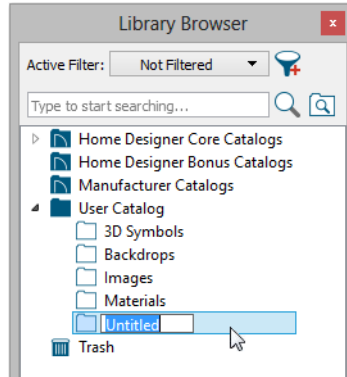 Library Browser
x
Active Filter: Not Filtered
Type to start searching...
Home Designer Core Catalogs
Home Designer Bonus Catalogs
Manufacturer Catalogs
User Catalog
3D Symbols
Backdrops
Images
Materials
Untitled
Trash